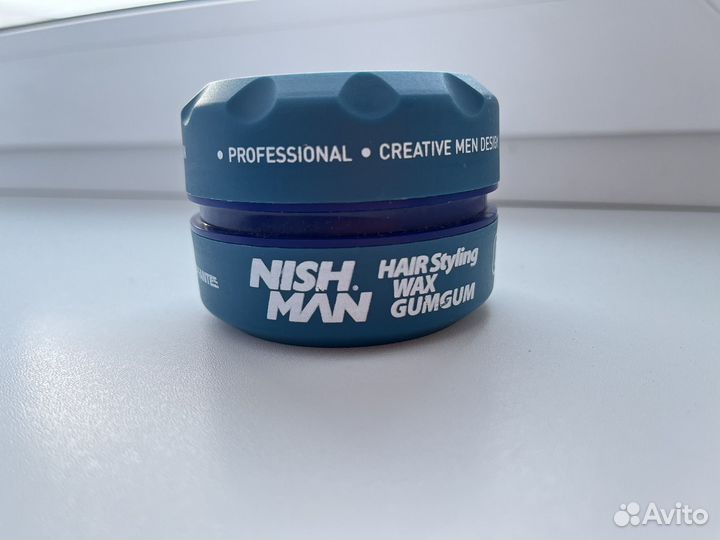 • PROFESSIONAL • CREATIVE MEN DESIGN
NISH.
MAN
HAIR Styling
WAX
GUMGUM
Avito